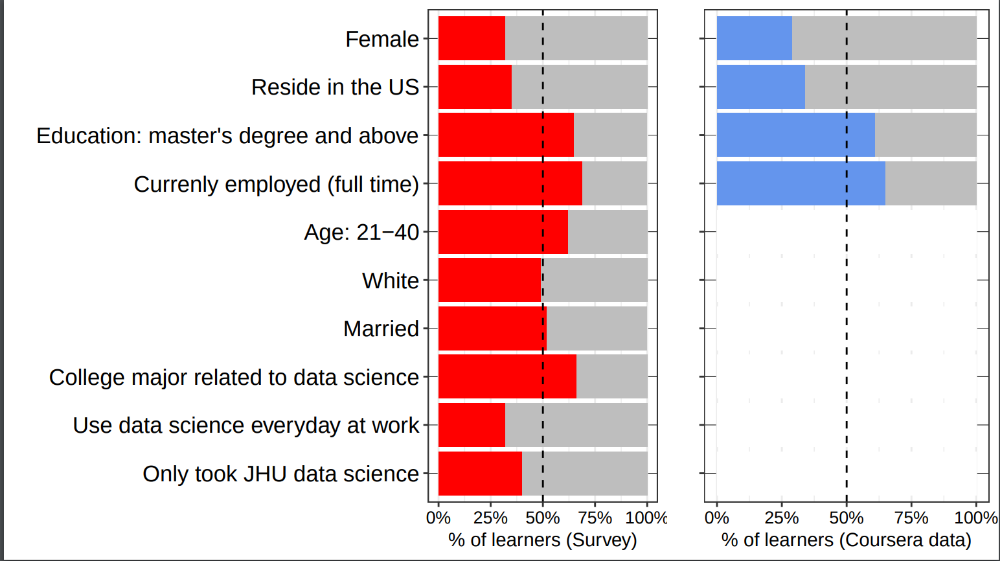 Female
Reside in the US
Education: master's degree and above
Currenly employed (full time)
Age: 21−40
White
Married
College major related to data science
Use data science everyday at work
Only took JHU data science
0% 25% 50% 75% 100%
% of learners (Survey)
0% 25% 50% 75% 100%
% of learners (Coursera data)